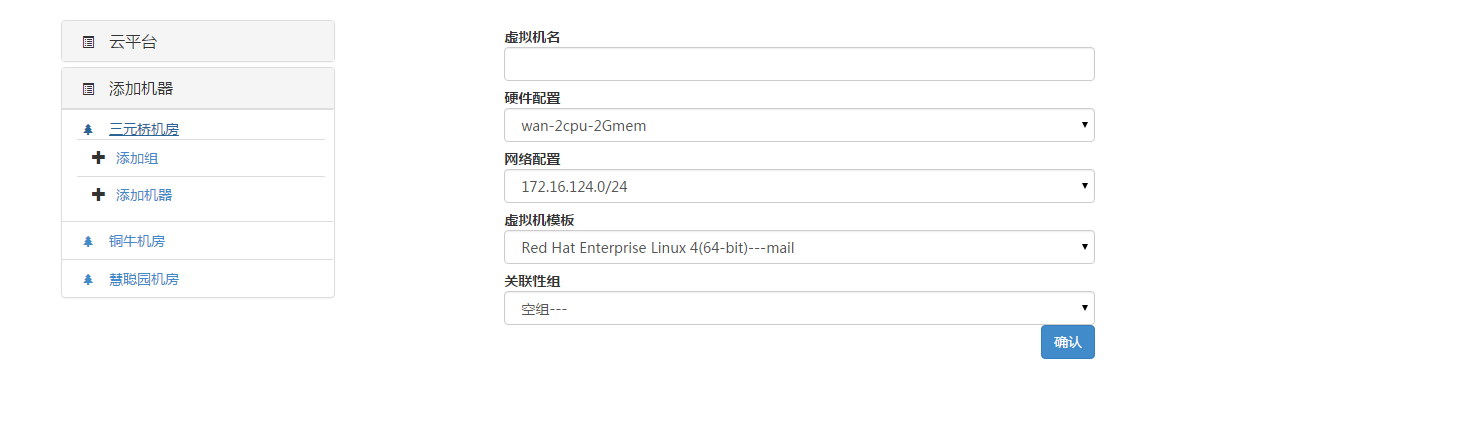 云平台
添加机器
三元桥机房
添加组
添加机器
铜牛机房
慧聪园机房
虚拟机名
硬件配置
wan-2cpu-2Gmem
网络配置
172.16.124.0/24
虚拟机模板
Red Hat Enterprise Linux 4(64-bit)---mail
关联性组
空组---
确认